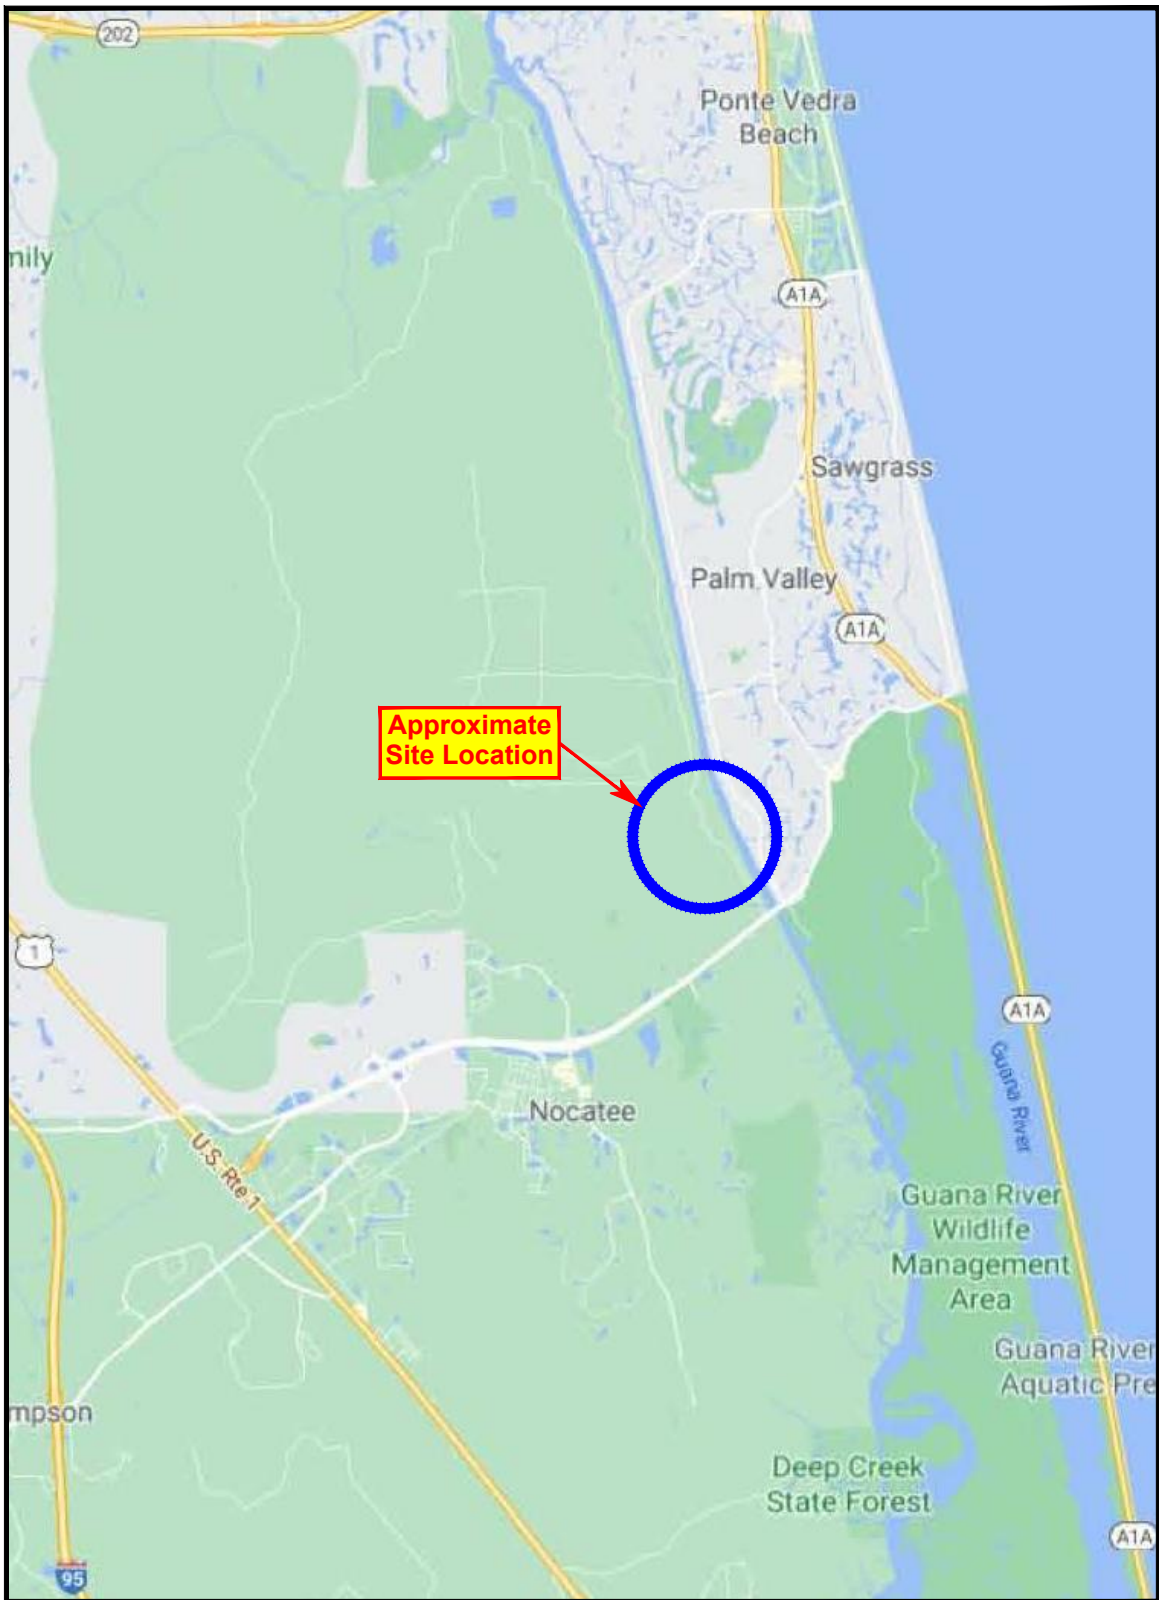 202
Ponte Vedra
Beach
mily
A1A
Sawgrass
Palm Valley
A1A
Approximate
Site Location
1
A1A
Guana River
Nocatee
U.S. Rte 1
Guana River
Wildlife
Management
Area
Guana River
Aquatic Pre
mpson
Deep Creek
State Forest
A1A
95